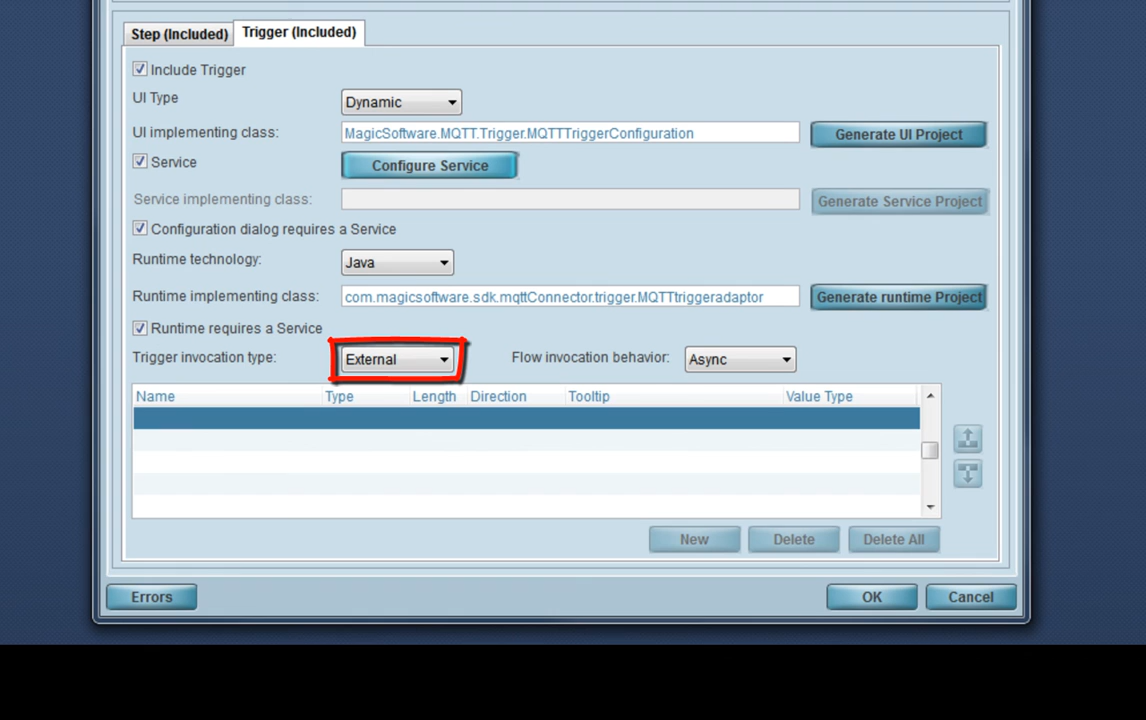 Step (Included) Trigger (Included)
Include Trigger
UI Type Dynamic
UI implementing class: MagicSoftware.MQTT.Trigger.MQTTTriggerConfiguration Generate UI Project
Service Configure Service
Service implementing class: Generate Service Project
Configuration dialog requires a Service
Runtime technology: Java
Runtime implementing class: com.magicsoftware.sdk.mqttConnector.trigger.MQTTtriggeradaptor Generate runtime Project
Runtime requires a Service
Trigger invocation type: External Flow invocation behavior: Async
Name Type Length Direction Tooltip Value Type
New Delete Delete All
Errors OK Cancel